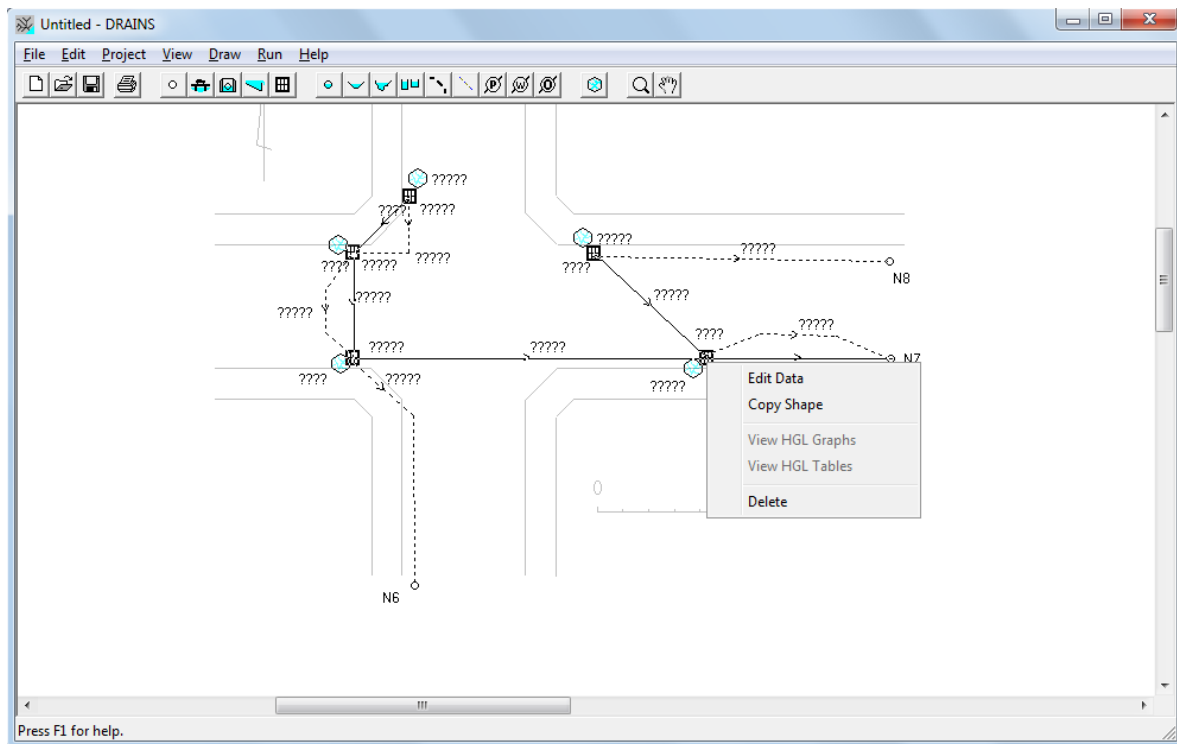 Untitled - DRAINS
File Edit Project View Draw Run Help
?????
???? ?????
?????
?????
???? ?????
?????
N8
?????
?????
?????
?????
????
????? ?????
N7
???? ?????
?????
Edit Data
Copy Shape
View HGL Graphs
View HGL Tables
Delete
0
N6
Press F1 for help.